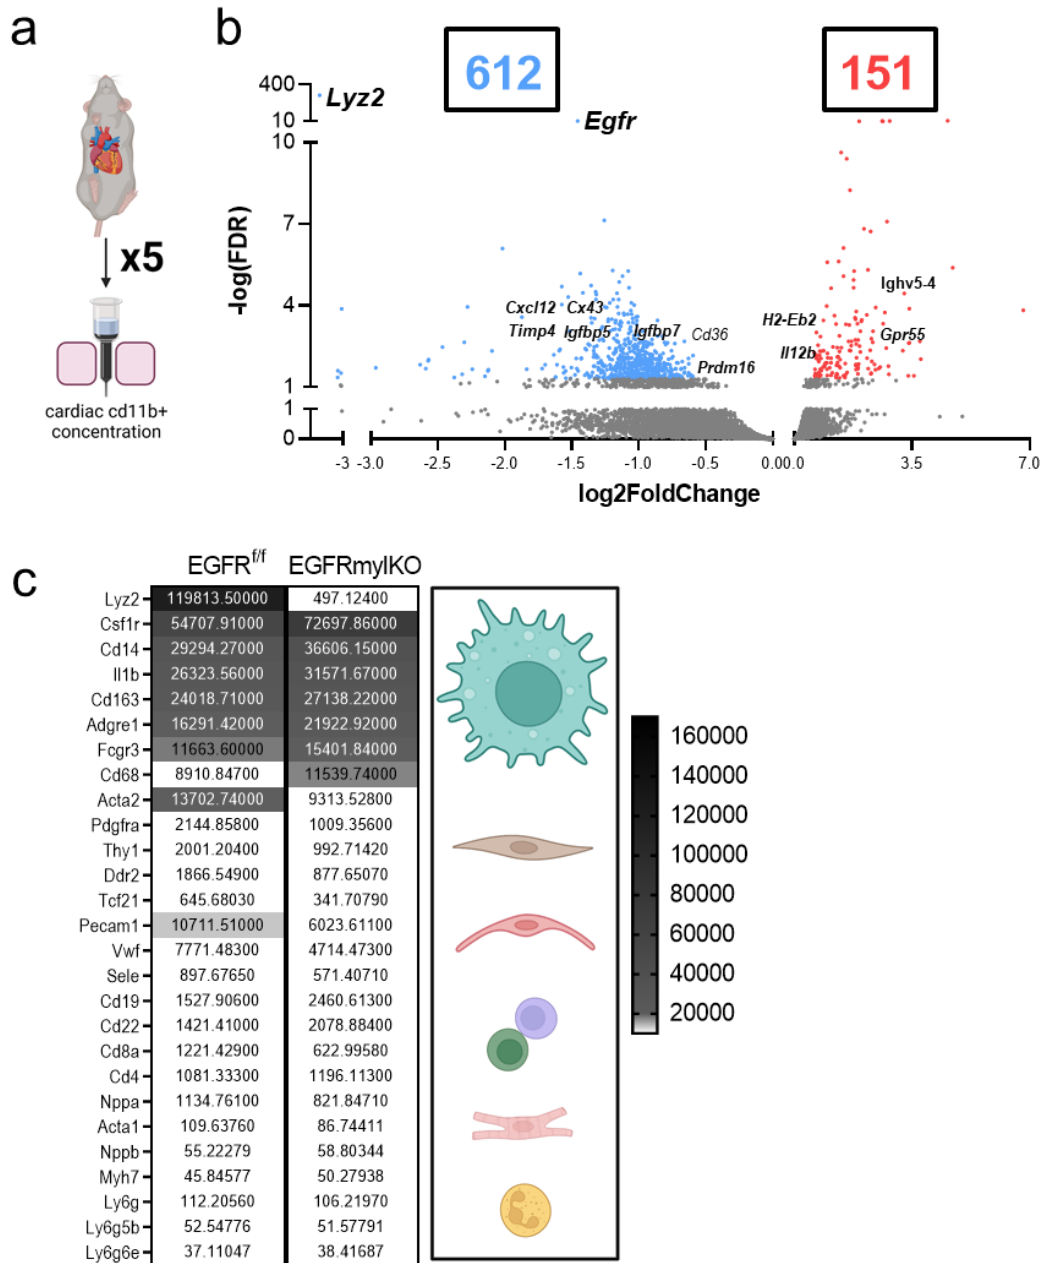 a
x5
cardiac cd11b+
concentration
b
612
151
400
10
10
7
4
1
1
0
-log(FDR)
Lyz2
Egfr
Cxcl12 Cx43
Timp4 Igfbp5 Igfbp7 Cd36
Prdm16
Ighv5-4
H2-Eb2
Gpr55
Il12b
-3 -3.0 -2.5 -2.0 -1.5 -1.0 -0.5 0.0 0.0 3.5 7.0
log2FoldChange
c
EGFRf/f EGFRmylKO
Lyz2 119813.50000 497.12400
Csf1r 54707.91000 72697.86000
Cd14 29294.27000 36606.15000
Il1b 26323.56000 31571.67000
Cd163 24018.71000 27138.22000
Adgre1 16291.42000 21922.92000
Fcgr3 11663.60000 15401.84000
Cd68 8910.84700 11539.74000
Acta2 13702.74000 9313.52800
Pdgfra 2144.85800 1009.35600
Thy1 2001.20400 992.71420
Ddr2 1866.54900 877.65070
Tcf21 645.68030 341.70790
Pecam1 10711.51000 6023.61100
Vwf 7771.48300 4714.47300
Sele 897.67650 571.40710
Cd19 1527.90600 2460.61300
Cd22 1421.41000 2078.88400
Cd8a 1221.42900 622.99580
Cd4 1081.33300 1196.11300
Nppa 1134.76100 821.84710
Acta1 109.63760 86.74411
Nppb 55.22279 58.80344
Myh7 45.84577 50.27938
Ly6g 112.20560 106.21970
Ly6g5b 52.54776 51.57791
Ly6g6e 37.11047 38.41687
160000
140000
120000
100000
80000
60000
40000
20000